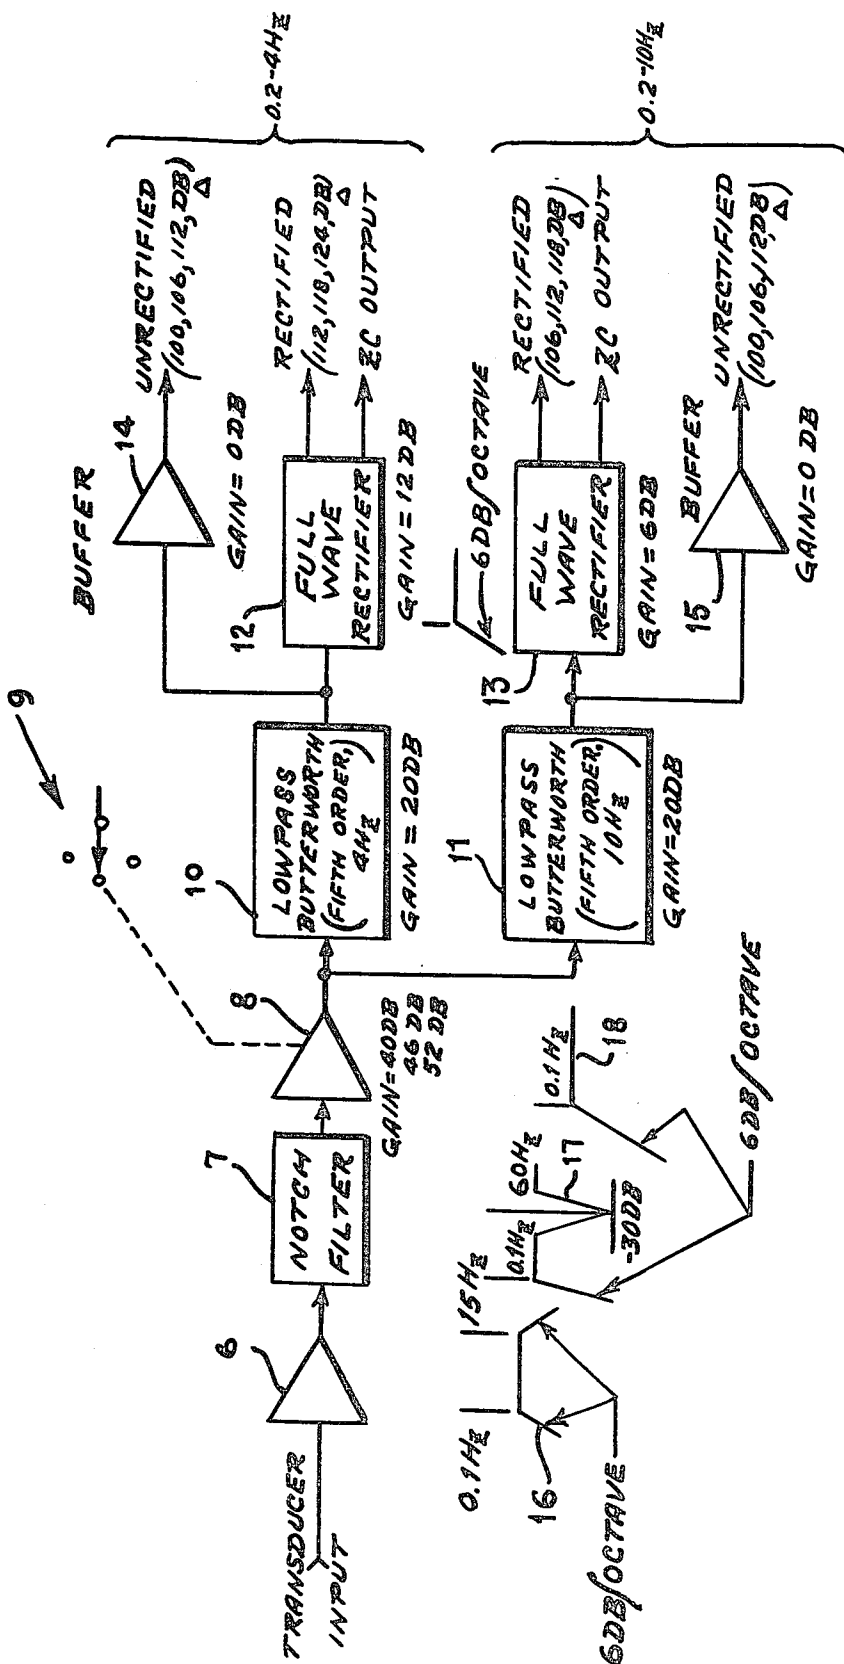 9
BUFFER
14
GAIN = 0DB
UNRECTIFIED
(100,106,112,DB)
Δ
0.2-4HZ
TRANSDUCER
INPUT
6
7
NOTCH
FILTER
8
GAIN=40DB
46 DB
52 DB
10
LOWPASS
BUTTERWORTH
(FIFTH ORDER,
4HZ)
GAIN = 20DB
12
FULL
WAVE
RECTIFIER
GAIN = 12DB
RECTIFIED
(112,118,124,DB)
Δ
ZC OUTPUT
6DB/OCTAVE
11
LOWPASS
BUTTERWORTH
(FIFTH ORDER,
10HZ)
GAIN=20DB
13
FULL
WAVE
RECTIFIER
GAIN=6DB
RECTIFIED
(106,112,118,DB)
Δ
ZC OUTPUT
0.2-10HZ
15
BUFFER
GAIN=0 DB
UNRECTIFIED
(100,106,112,DB)
Δ
0.1HZ
15HZ
16
6DB/OCTAVE
0.1HZ
60HZ
17
-30DB
0.1HZ
18
6DB/OCTAVE